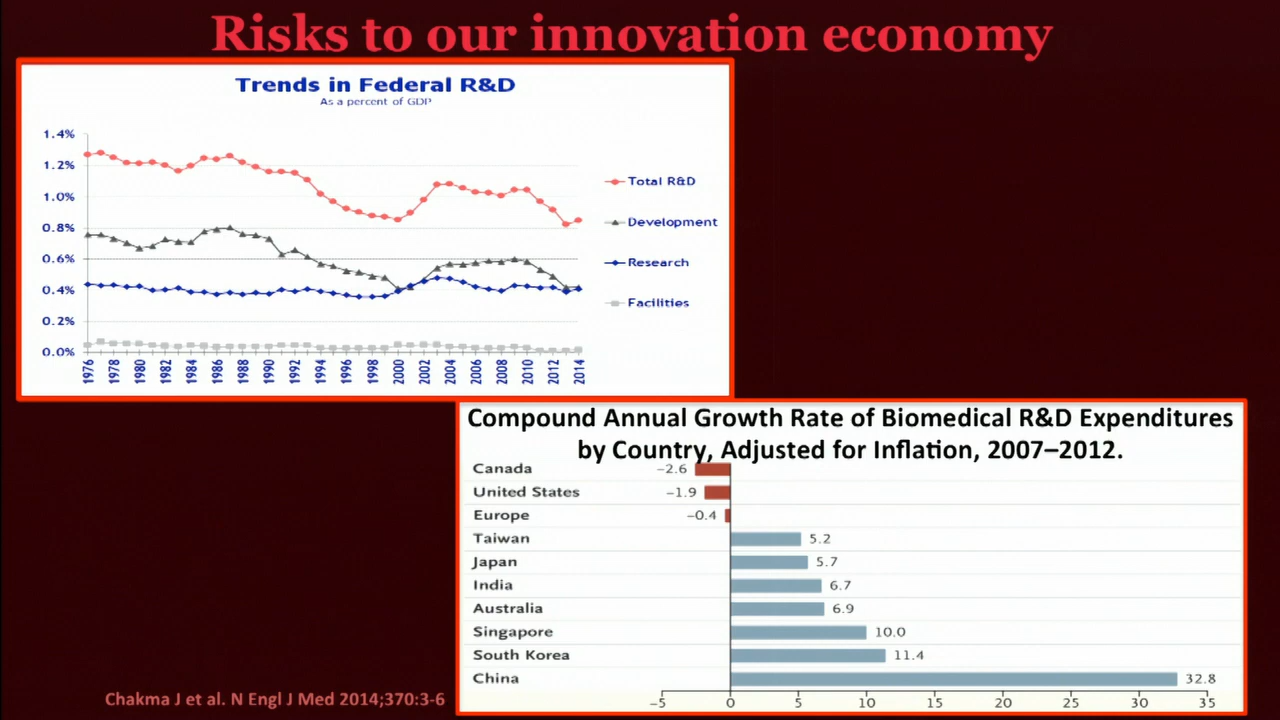 Risks to our innovation economy
Trends in Federal R&D
As a percent of GDP
1.4%
1.2%
1.0%
0.8%
0.6%
0.4%
0.2%
0.0%
1976 1978 1980 1982 1984 1986 1988 1990 1992 1994 1996 1998 2000 2002 2004 2006 2008 2010 2012 2014
Total R&D
Development
Research
Facilities
Compound Annual Growth Rate of Biomedical R&D Expenditures
by Country, Adjusted for Inflation, 2007–2012.
Canada −2.6
United States −1.9
Europe −0.4
Taiwan 5.2
Japan 5.7
India 6.7
Australia 6.9
Singapore 10.0
South Korea 11.4
China 32.8
−5 0 5 10 15 20 25 30 35
Chakma J et al. N Engl J Med 2014;370:3-6